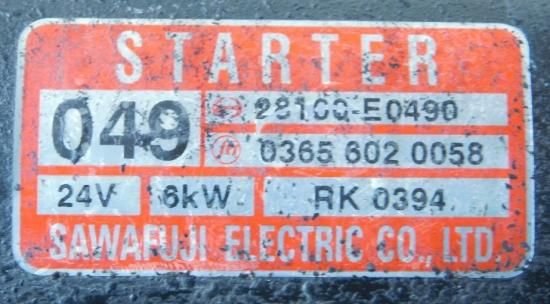 STARTER
049
28100-E0490
0365 602 0058
24V 6kW RK 0394
SAWAFUJI ELECTRIC CO., LTD.